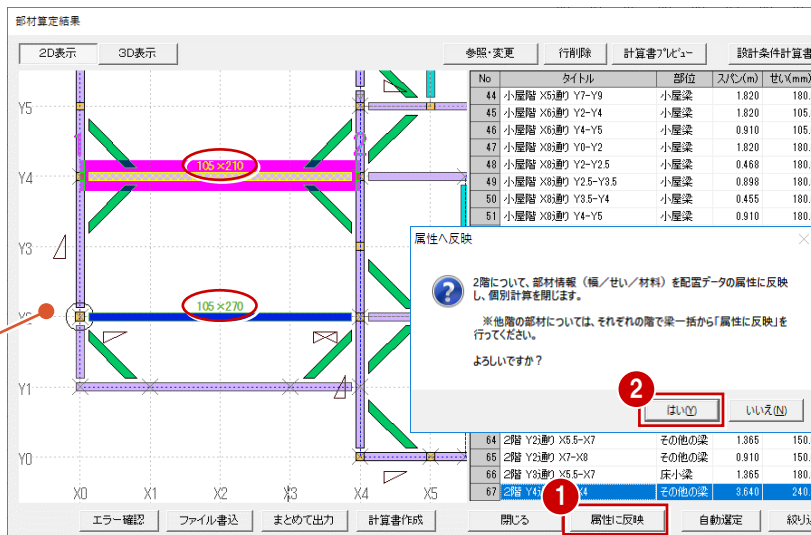 部材算定結果
2D表示 3D表示 参照・変更 行削除 計算書プレビュー 設計条件計算書
No タイトル 部位 スパン(m) せい(mm)
44 小屋階 X5通り Y7-Y9 小屋梁 1.820 180.
45 小屋階 X6通り Y2-Y4 小屋梁 1.820 105.
46 小屋階 X6通り Y4-Y5 小屋梁 0.910 105.
47 小屋階 X8通り Y0-Y2 小屋梁 1.820 180.
48 小屋階 X8通り Y2-Y2.5 小屋梁 0.468 180.
49 小屋階 X8通り Y2.5-Y3.5 小屋梁 0.898 180.
50 小屋階 X8通り Y3.5-Y4 小屋梁 0.455 180.
51 小屋階 X8通り Y4-Y5 小屋梁 0.910 180.
Y5
105×210
Y4
Y3
105×270
Y1
Y0
X0 X1 X2 X3 X4 X5
属性へ反映
2階について、部材情報（幅／せい／材料）を配置データの属性に反映
し、個別計算を閉じます。
※他階の部材については、それぞれの階で梁一括から「属性に反映」を
行ってください。
よろしいですか？
2
はい(Y) いいえ(N)
64 2階 Y2通り X5.5-X7 その他の梁 1.365 150.
65 2階 Y2通り X7-X8 その他の梁 0.910 150.
66 2階 Y3通り X5.5-X7 床小梁 1.365 180.
67 2階 Y4 X4 その他の梁 3.640 240.
1
エラー確認 ファイル書込 まとめて出力 計算書作成 閉じる 属性に反映 自動選定 絞り